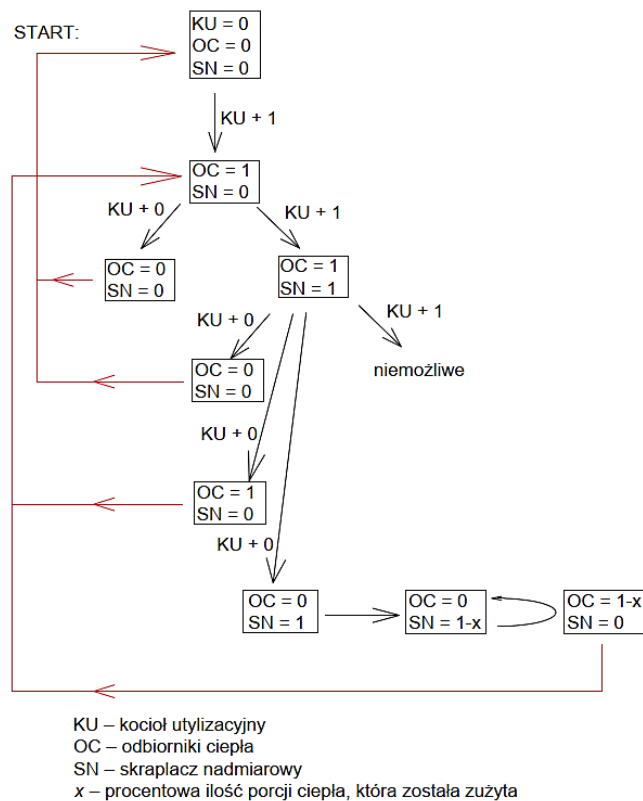 START:
KU = 0
OC = 0
SN = 0
KU + 1
OC = 1
SN = 0
KU + 0
KU + 1
OC = 0
SN = 0
OC = 1
SN = 1
KU + 0
KU + 1
OC = 0
SN = 0
niemożliwe
KU + 0
OC = 1
SN = 0
KU + 0
OC = 0
SN = 1
OC = 0
SN = 1-x
OC = 1-x
SN = 0
KU – kocioł utylizacyjny
OC – odbiorniki ciepła
SN – skraplacz nadmiarowy
x – procentowa ilość porcji ciepła, która została zużyta